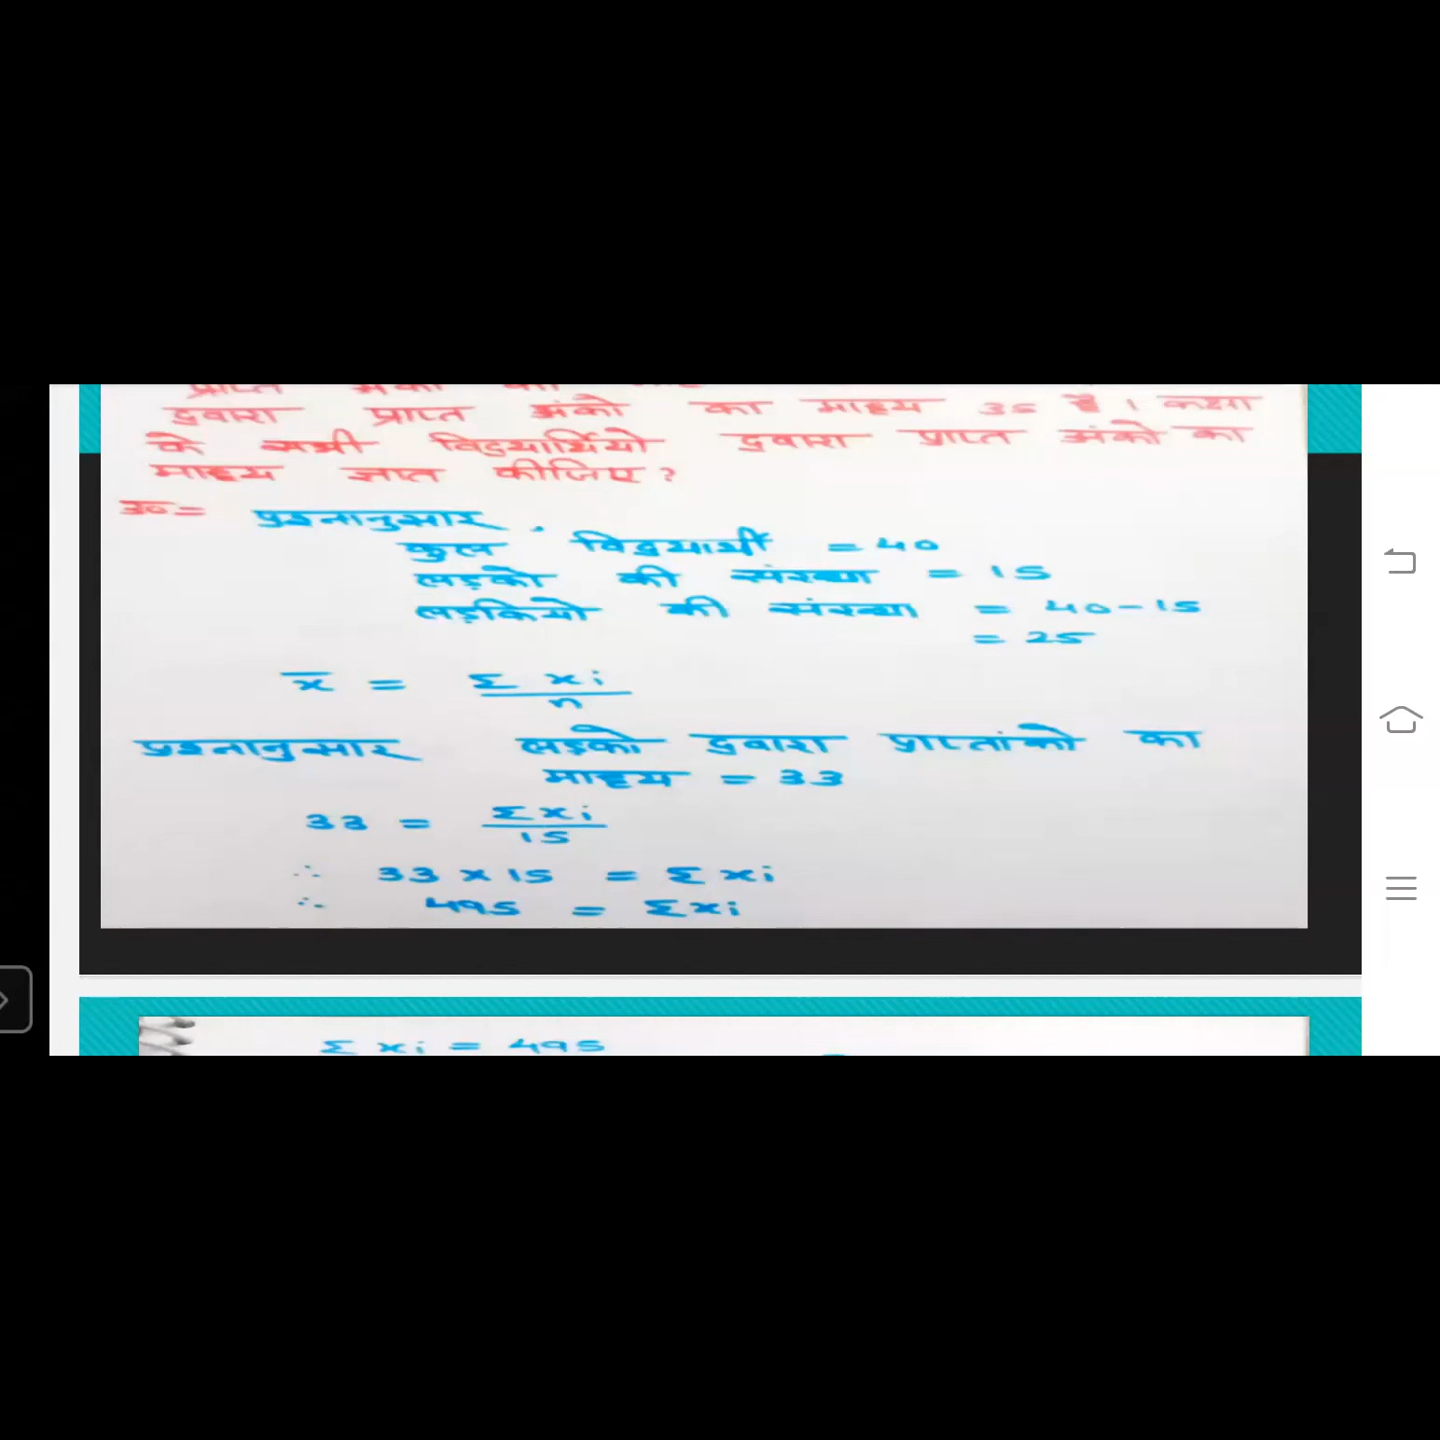 प्राप्त अंको का
द्वारा प्राप्त अंको का माध्य 35 है । कक्षा
के सभी विद्यार्थियो द्वारा प्राप्त अंको का
माध्य ज्ञात कीजिए ?
उ०= प्रश्नानुसार,
कुल विद्यार्थी = 40
लड़को की संख्या = 15
लड़कियो की संख्या = 40-15
= 25
x̄ = Σxi/n
प्रश्नानुसार लड़को द्वारा प्राप्तांको का
माध्य = 33
33 = Σxi/15
∴ 33 × 15 = Σxi
∴ 495 = Σxi
Σxi = 495